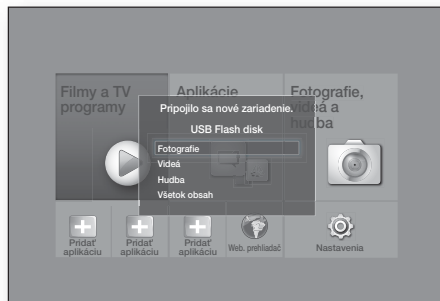 Filmy a TV
programy
Aplikácie
Fotografie,
videá a
hudba
Pripojilo sa nové zariadenie.
USB Flash disk
Fotografie
Videá
Hudba
Všetok obsah
Pridať
aplikáciu
Pridať
aplikáciu
Pridať
aplikáciu
Web. prehliadač
Nastavenia